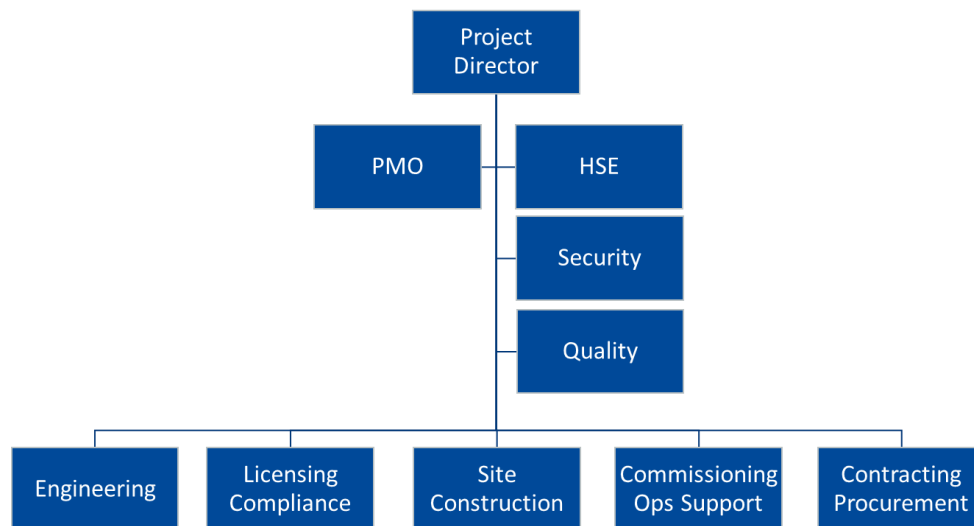 Project
Director
PMO
HSE
Security
Quality
Engineering
Licensing
Compliance
Site
Construction
Commissioning
Ops Support
Contracting
Procurement